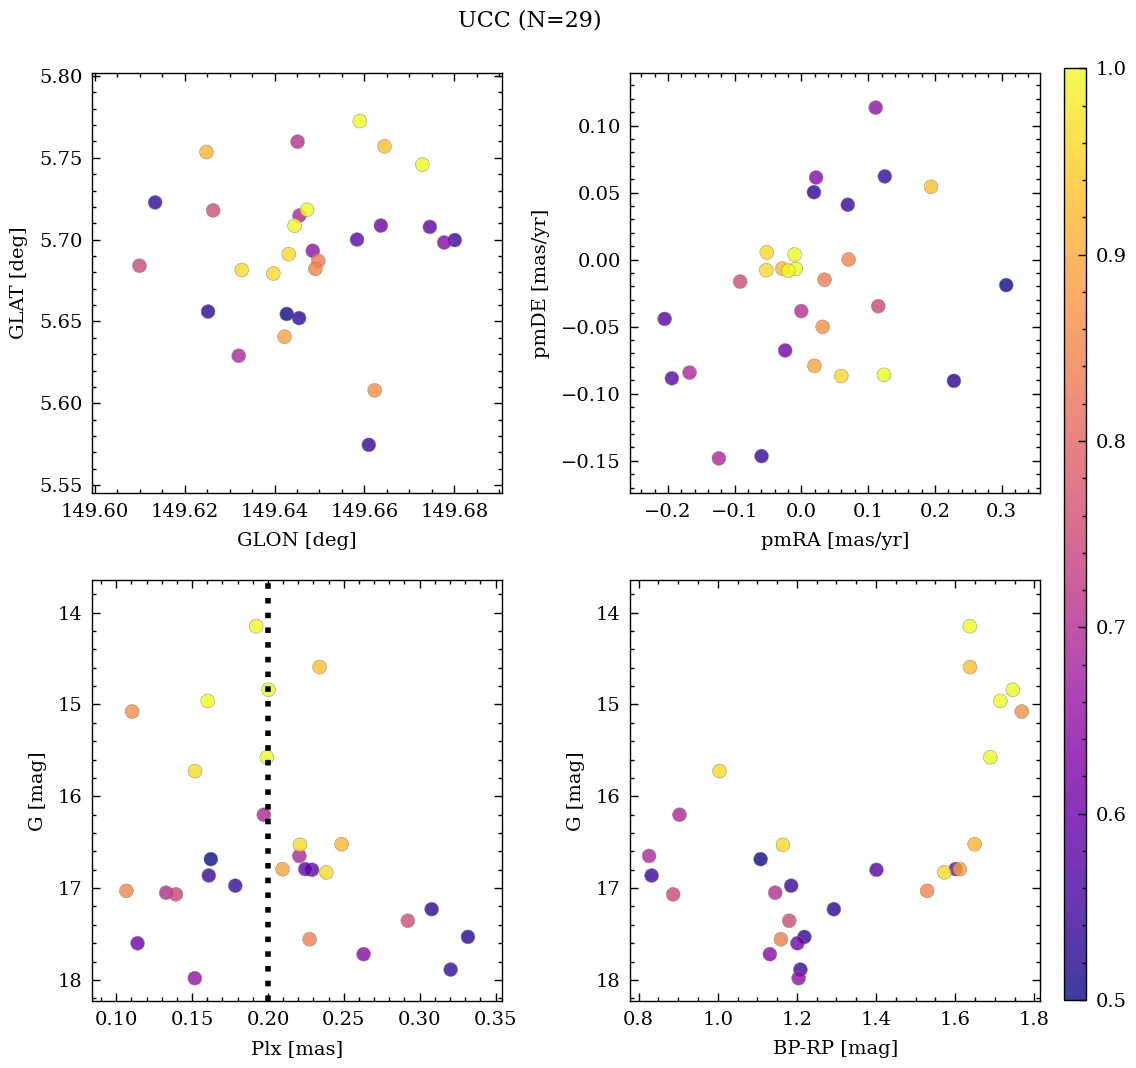 UCC (N=29)
5.80
5.75
5.70
5.65
5.60
5.55
GLAT [deg]
149.60 149.62 149.64 149.66 149.68
GLON [deg]
0.10
0.05
0.00
−0.05
−0.10
−0.15
pmDE [mas/yr]
−0.2 −0.1 0.0 0.1 0.2 0.3
pmRA [mas/yr]
14
15
16
17
18
G [mag]
0.10 0.15 0.20 0.25 0.30 0.35
Plx [mas]
14
15
16
17
18
G [mag]
0.8 1.0 1.2 1.4 1.6 1.8
BP-RP [mag]
1.0
0.9
0.8
0.7
0.6
0.5